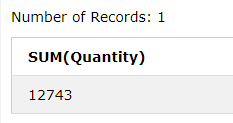 Number of Records: 1
SUM(Quantity)
12743